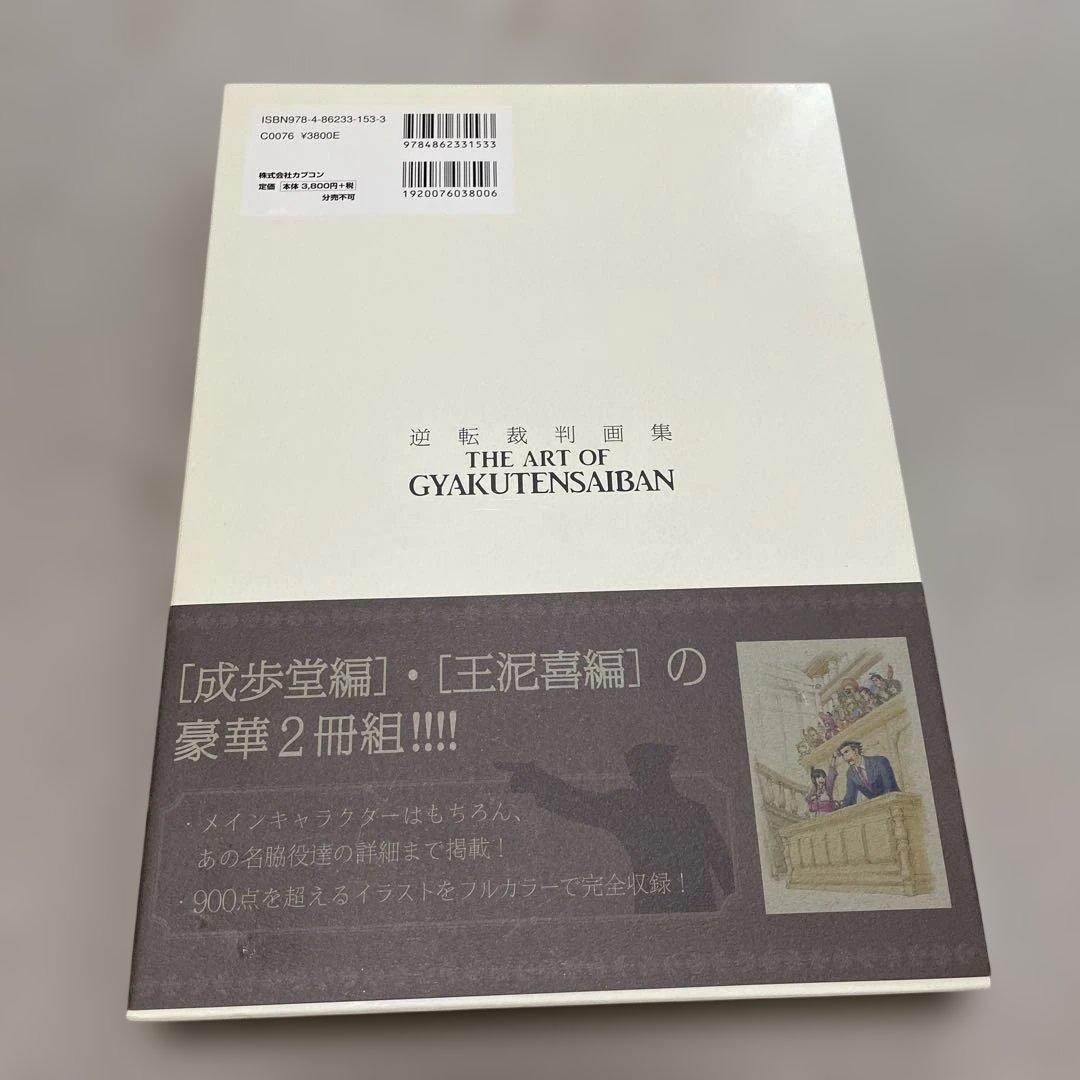 ISBN978-4-86233-153-3
C0076 ¥3800E
9784862331533
株式会社カプコン
定価 本体 3,800円+税
分売不可
1920076038006
逆転裁判画集
THE ART OF
GYAKUTENSAIBAN
[成歩堂編]・[王泥喜編]の
豪華2冊組!!!!
・メインキャラクターはもちろん、
あの名脇役達の詳細まで掲載!
・900点を超えるイラストをフルカラーで完全収録!